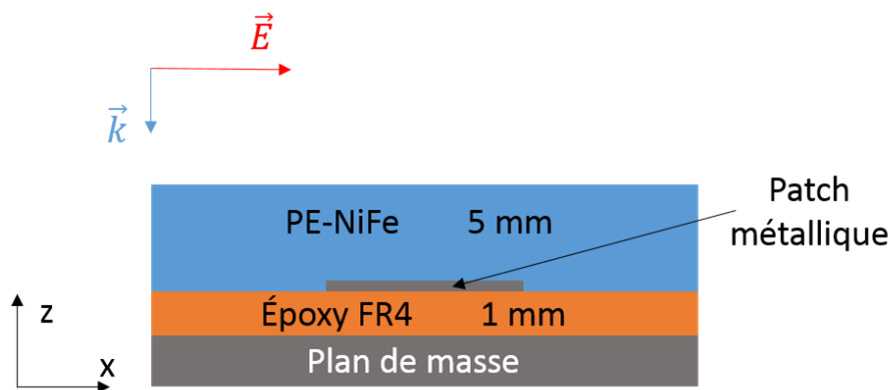 E
k
PE-NiFe 5 mm
Patch
métallique
Époxy FR4 1 mm
Plan de masse
z
x